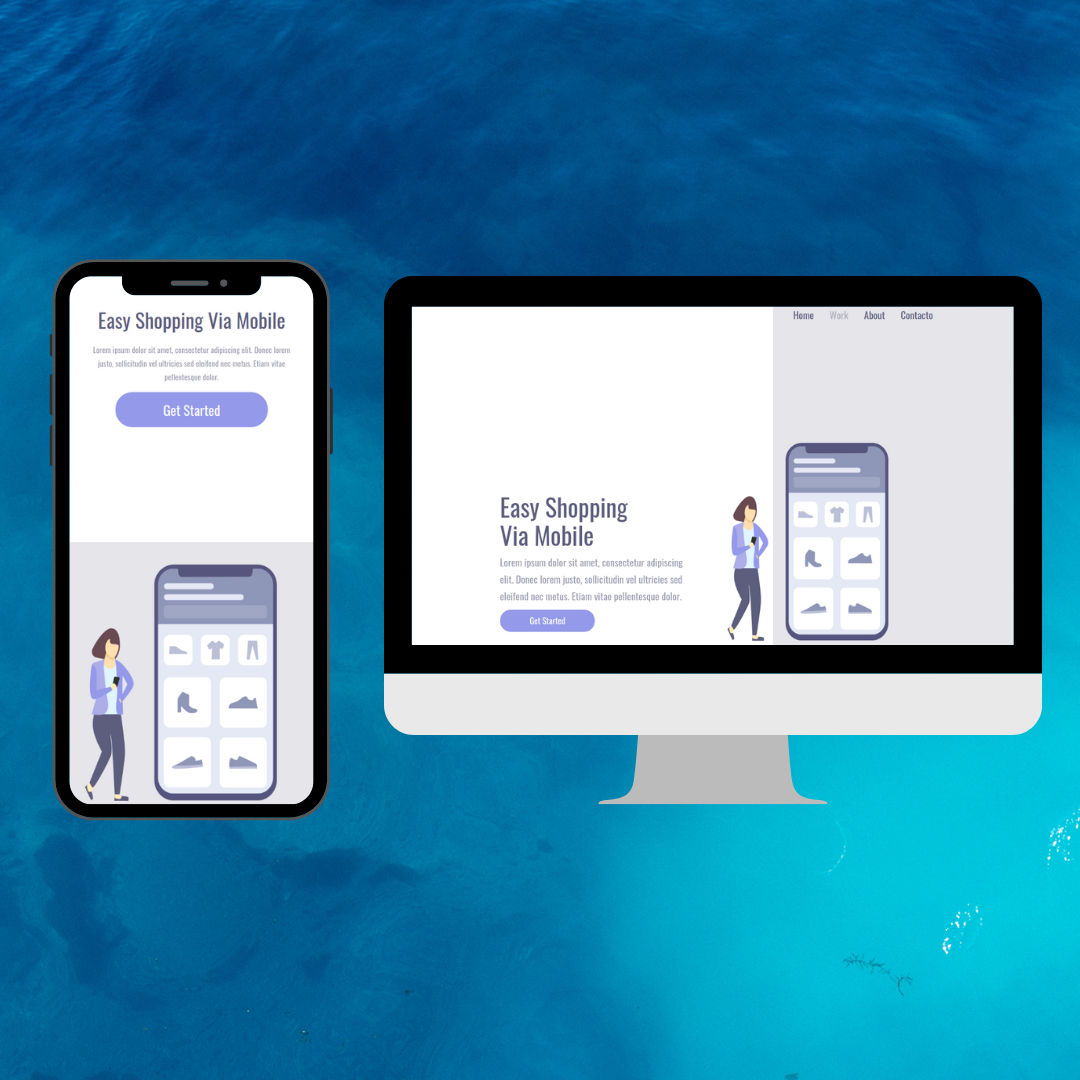 Easy Shopping Via Mobile
Lorem ipsum dolor sit amet, consectetur adipiscing elit. Donec lorem
justo, sollicitudin vel ultricies sed eleifend nec metus. Etiam vitae
pellentesque dolor.
Get Started
Home Work About Contacto
Easy Shopping
Via Mobile
Lorem ipsum dolor sit amet, consectetur adipiscing
elit. Donec lorem justo, sollicitudin vel ultricies sed
eleifend nec metus. Etiam vitae pellentesque dolor.
Get Started